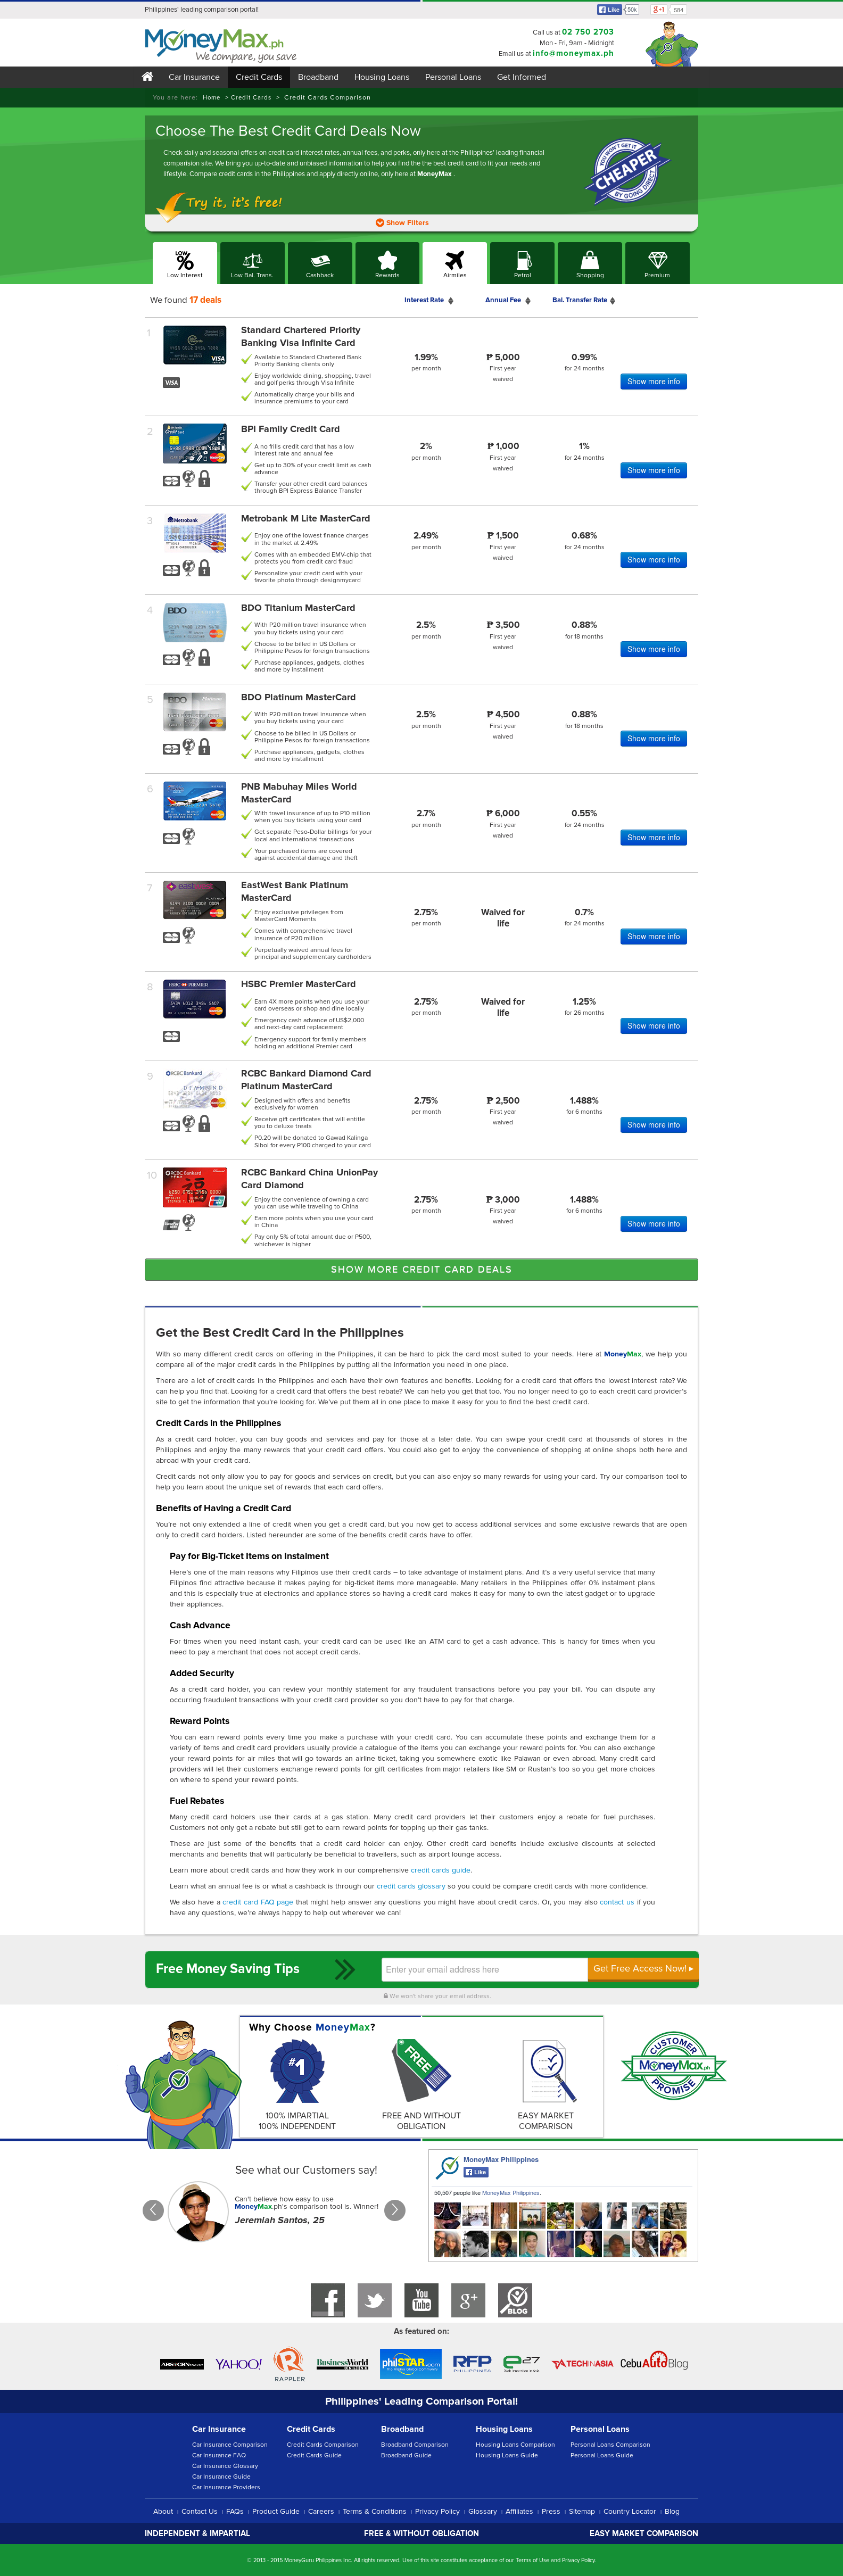 Philippines' leading comparison portal!
Like 50k
+1 584
MoneyMax.ph
We compare, you save
Call us at 02 750 2703
Mon - Fri, 9am - Midnight
Email us at info@moneymax.ph
Car Insurance Credit Cards Broadband Housing Loans Personal Loans Get Informed
You are here: Home > Credit Cards > Credit Cards Comparison
Choose The Best Credit Card Deals Now
Check daily and seasonal offers on credit card interest rates, annual fees, and perks, only here at the Philippines' leading financial
comparision site. We bring you up-to-date and unbiased information to help you find the the best credit card to fit your needs and
lifestyle. Compare credit cards in the Philippines and apply directly online, only here at MoneyMax .
YOU WON'T GET IT
CHEAPER
BY GOING DIRECT
Try it, it's free!
Show Filters
LOW %
Low Interest Low Bal. Trans. Cashback Rewards Airmiles Petrol Shopping Premium
We found 17 deals
Interest Rate Annual Fee Bal. Transfer Rate
1
Standard Chartered Priority
Banking Visa Infinite Card
Available to Standard Chartered Bank
Priority Banking clients only
Enjoy worldwide dining, shopping, travel
and golf perks through Visa Infinite
Automatically charge your bills and
insurance premiums to your card
1.99%
per month
₱ 5,000
First year
waived
0.99%
for 24 months
Show more info
VISA
2
BPI Family Credit Card
A no frills credit card that has a low
interest rate and annual fee
Get up to 30% of your credit limit as cash
advance
Transfer your other credit card balances
through BPI Express Balance Transfer
2%
per month
₱ 1,000
First year
waived
1%
for 24 months
Show more info
3
Metrobank
Metrobank M Lite MasterCard
Enjoy one of the lowest finance charges
in the market at 2.49%
Comes with an embedded EMV-chip that
protects you from credit card fraud
Personalize your credit card with your
favorite photo through designmycard
2.49%
per month
₱ 1,500
First year
waived
0.68%
for 24 months
Show more info
4
BDO
BDO Titanium MasterCard
With P20 million travel insurance when
you buy tickets using your card
Choose to be billed in US Dollars or
Philippine Pesos for foreign transactions
Purchase appliances, gadgets, clothes
and more by installment
2.5%
per month
₱ 3,500
First year
waived
0.88%
for 18 months
Show more info
5
BDO
BDO Platinum MasterCard
With P20 million travel insurance when
you buy tickets using your card
Choose to be billed in US Dollars or
Philippine Pesos for foreign transactions
Purchase appliances, gadgets, clothes
and more by installment
2.5%
per month
₱ 4,500
First year
waived
0.88%
for 18 months
Show more info
6
PNB Mabuhay Miles World
MasterCard
With travel insurance of up to P10 million
when you buy tickets using your card
Get separate Peso-Dollar billings for your
local and international transactions
Your purchased items are covered
against accidental damage and theft
2.7%
per month
₱ 6,000
First year
waived
0.55%
for 24 months
Show more info
7
EastWest Bank Platinum
MasterCard
Enjoy exclusive privileges from
MasterCard Moments
Comes with comprehensive travel
insurance of P20 million
Perpetually waived annual fees for
principal and supplementary cardholders
2.75%
per month
Waived for
life
0.7%
for 24 months
Show more info
8
HSBC PREMIER
HSBC Premier MasterCard
Earn 4X more points when you use your
card overseas or shop and dine locally
Emergency cash advance of US$2,000
and next-day card replacement
Emergency support for family members
holding an additional Premier card
2.75%
per month
Waived for
life
1.25%
for 26 months
Show more info
9
RCBC Bankard
RCBC Bankard Diamond Card
Platinum MasterCard
Designed with offers and benefits
exclusively for women
Receive gift certificates that will entitle
you to deluxe treats
P0.20 will be donated to Gawad Kalinga
Sibol for every P100 charged to your card
2.75%
per month
₱ 2,500
First year
waived
1.488%
for 6 months
Show more info
10
RCBC Bankard
福
RCBC Bankard China UnionPay
Card Diamond
Enjoy the convenience of owning a card
you can use while traveling to China
Earn more points when you use your card
in China
Pay only 5% of total amount due or P500,
whichever is higher
2.75%
per month
₱ 3,000
First year
waived
1.488%
for 6 months
Show more info
SHOW MORE CREDIT CARD DEALS
Get the Best Credit Card in the Philippines
With so many different credit cards on offering in the Philippines, it can be hard to pick the card most suited to your needs. Here at MoneyMax, we help you
compare all of the major credit cards in the Philippines by putting all the information you need in one place.
There are a lot of credit cards in the Philippines and each have their own features and benefits. Looking for a credit card that offers the lowest interest rate? We
can help you find that. Looking for a credit card that offers the best rebate? We can help you get that too. You no longer need to go to each credit card provider's
site to get the information that you're looking for. We've put them all in one place to make it easy for you to find the best credit card.
Credit Cards in the Philippines
As a credit card holder, you can buy goods and services and pay for those at a later date. You can swipe your credit card at thousands of stores in the
Philippines and enjoy the many rewards that your credit card offers. You could also get to enjoy the convenience of shopping at online shops both here and
abroad with your credit card.
Credit cards not only allow you to pay for goods and services on credit, but you can also enjoy so many rewards for using your card. Try our comparison tool to
help you learn about the unique set of rewards that each card offers.
Benefits of Having a Credit Card
You're not only extended a line of credit when you get a credit card, but you now get to access additional services and some exclusive rewards that are open
only to credit card holders. Listed hereunder are some of the benefits credit cards have to offer.
Pay for Big-Ticket Items on Instalment
Here's one of the main reasons why Filipinos use their credit cards – to take advantage of instalment plans. And it's a very useful service that many
Filipinos find attractive because it makes paying for big-ticket items more manageable. Many retailers in the Philippines offer 0% instalment plans
and this is especially true at electronics and appliance stores so having a credit card makes it easy for many to own the latest gadget or to upgrade
their appliances.
Cash Advance
For times when you need instant cash, your credit card can be used like an ATM card to get a cash advance. This is handy for times when you
need to pay a merchant that does not accept credit cards.
Added Security
As a credit card holder, you can review your monthly statement for any fraudulent transactions before you pay your bill. You can dispute any
occurring fraudulent transactions with your credit card provider so you don't have to pay for that charge.
Reward Points
You can earn reward points every time you make a purchase with your credit card. You can accumulate these points and exchange them for a
variety of items and credit card providers usually provide a catalogue of the items you can exchange your reward points for. You can also exchange
your reward points for air miles that will go towards an airline ticket, taking you somewhere exotic like Palawan or even abroad. Many credit card
providers will let their customers exchange reward points for gift certificates from major retailers like SM or Rustan's too so you get more choices
on where to spend your reward points.
Fuel Rebates
Many credit card holders use their cards at a gas station. Many credit card providers let their customers enjoy a rebate for fuel purchases.
Customers not only get a rebate but still get to earn reward points for topping up their gas tanks.
These are just some of the benefits that a credit card holder can enjoy. Other credit card benefits include exclusive discounts at selected
merchants and benefits that will particularly be beneficial to travellers, such as airport lounge access.
Learn more about credit cards and how they work in our comprehensive credit cards guide.
Learn what an annual fee is or what a cashback is through our credit cards glossary so you could be compare credit cards with more confidence.
We also have a credit card FAQ page that might help answer any questions you might have about credit cards. Or, you may also contact us if you
have any questions, we're always happy to help out wherever we can!
Free Money Saving Tips
Enter your email address here
Get Free Access Now! ▸
We won't share your email address.
Why Choose MoneyMax?
#1
FREE
100% IMPARTIAL
100% INDEPENDENT
FREE AND WITHOUT
OBLIGATION
EASY MARKET
COMPARISON
CUSTOMER
MoneyMax.ph
PROMISE
See what our Customers say!
Can't believe how easy to use
MoneyMax.ph's comparison tool is. Winner!
Jeremiah Santos, 25
MoneyMax Philippines
Like
50,507 people like MoneyMax Philippines.
You Tube
g+
BLOG
As featured on:
YAHOO!
RAPPLER
BusinessWorld
ONLINE
philSTAR.com
RFP
PHILIPPINES
e27
TECHINASIA
Cebu Auto Blog
Philippines' Leading Comparison Portal!
Car Insurance
Car Insurance Comparison
Car Insurance FAQ
Car Insurance Glossary
Car Insurance Guide
Car Insurance Providers
Credit Cards
Credit Cards Comparison
Credit Cards Guide
Broadband
Broadband Comparison
Broadband Guide
Housing Loans
Housing Loans Comparison
Housing Loans Guide
Personal Loans
Personal Loans Comparison
Personal Loans Guide
About | Contact Us | FAQs | Product Guide | Careers | Terms & Conditions | Privacy Policy | Glossary | Affiliates | Press | Sitemap | Country Locator | Blog
INDEPENDENT & IMPARTIAL FREE & WITHOUT OBLIGATION EASY MARKET COMPARISON
© 2013 - 2015 MoneyGuru Philippines Inc. All rights reserved. Use of this site constitutes acceptance of our Terms of Use and Privacy Policy.